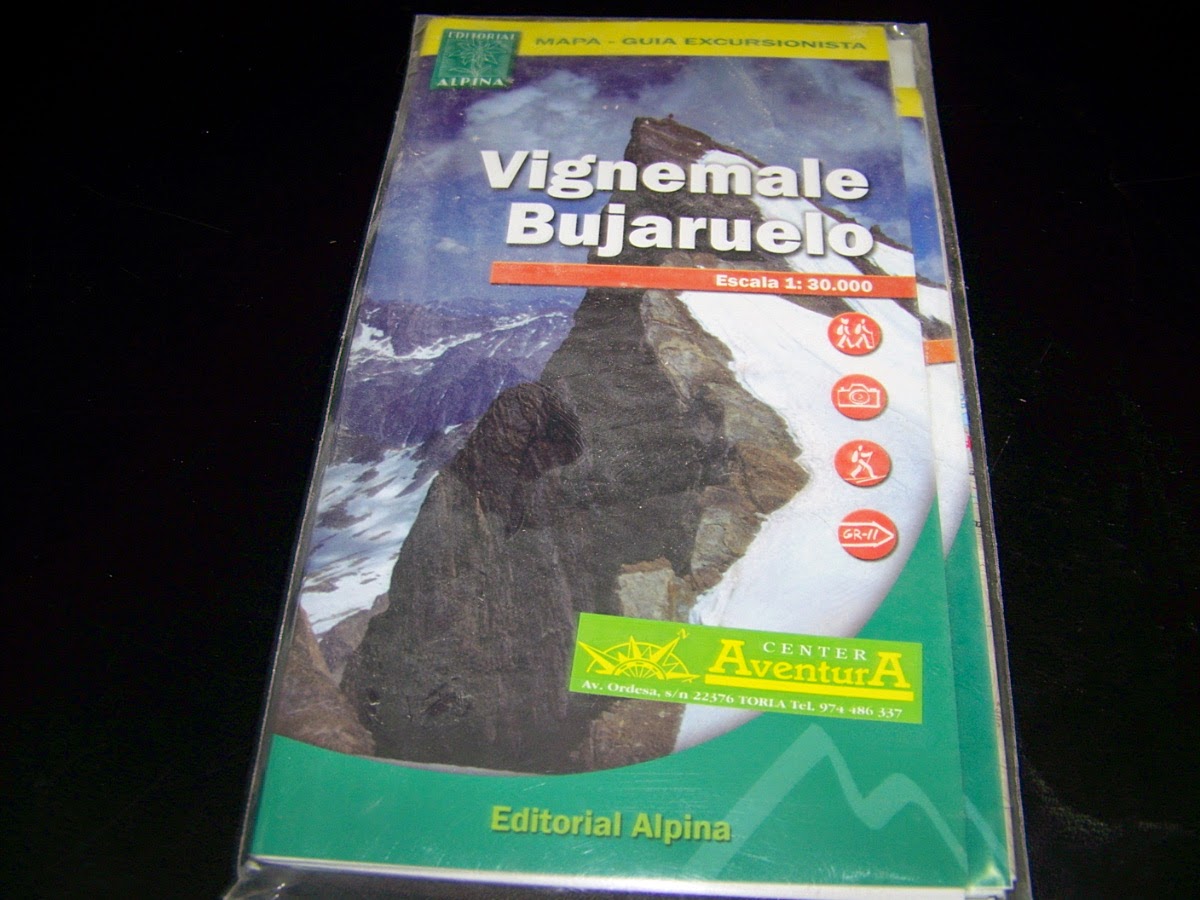 EDITORIAL
ALPINA
MAPA - GUIA EXCURSIONISTA
Vignemale
Bujaruelo
Escala 1: 30.000
GR-11
CENTER
AventurA
Av. Ordesa, s/n 22376 TORLA Tel. 974 486 337
Editorial Alpina